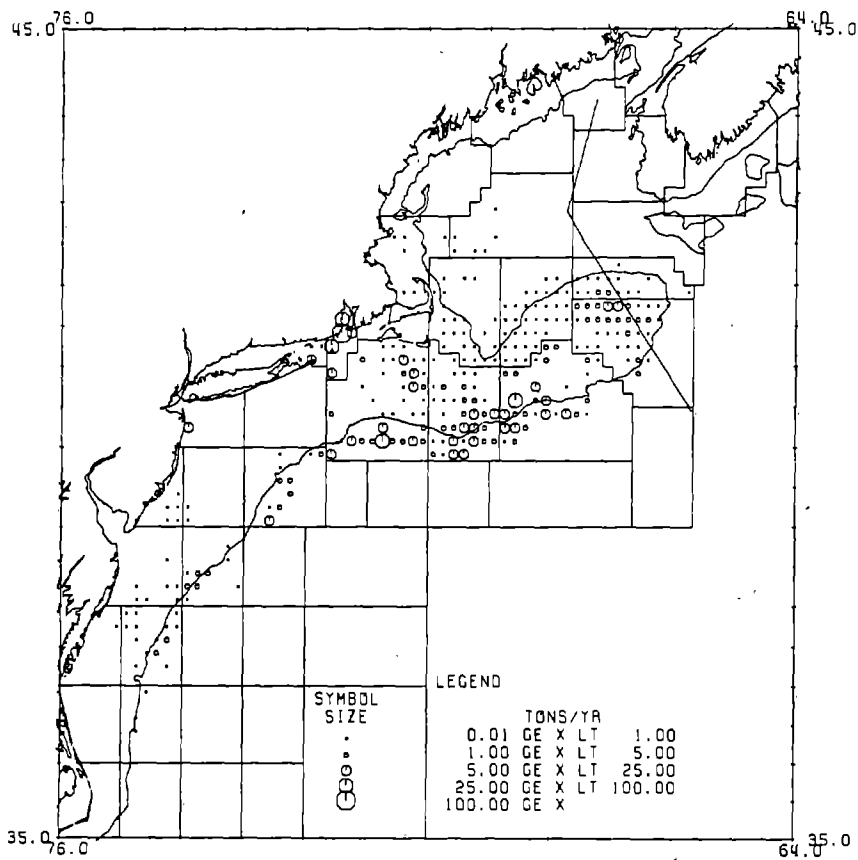 76.0 64.0
45.0 45.0
LEGEND
SYMBOL
SIZE
TONS/YR
0.01 GE X LT 1.00
1.00 GE X LT 5.00
5.00 GE X LT 25.00
25.00 GE X LT 100.00
100.00 GE X
35.0 35.0
76.0 64.0